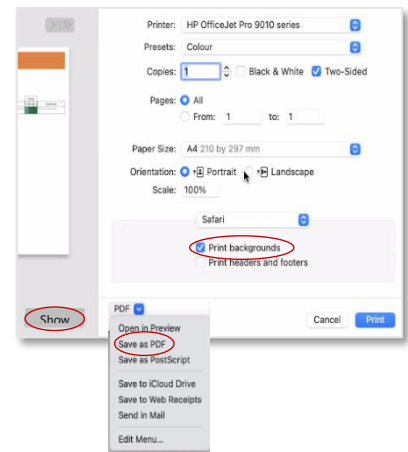 Printer: HP OfficeJet Pro 9010 series
Presets: Colour
Copies: 1 Black & White Two-Sided
Pages: All
From: 1 to: 1
Paper Size: A4 210 by 297 mm
Orientation: Portrait Landscape
Scale: 100%
Safari
Print backgrounds
Print headers and footers
Show
PDF
Cancel Print
Open in Preview
Save as PDF
Save as PostScript
Save to iCloud Drive
Save to Web Receipts
Send in Mail
Edit Menu...